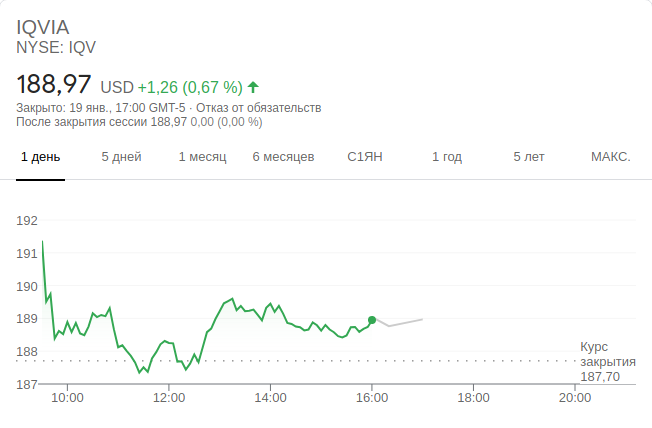 IQVIA
NYSE: IQV
188,97 USD +1,26 (0,67 %)
Закрыто: 19 янв., 17:00 GMT-5 · Отказ от обязательств
После закрытия сессии 188,97 0,00 (0,00 %)
1 день 5 дней 1 месяц 6 месяцев С1ЯН 1 год 5 лет МАКС.
192
191
190
189
188
187
Курс
закрытия
187,70
10:00 12:00 14:00 16:00 18:00 20:00